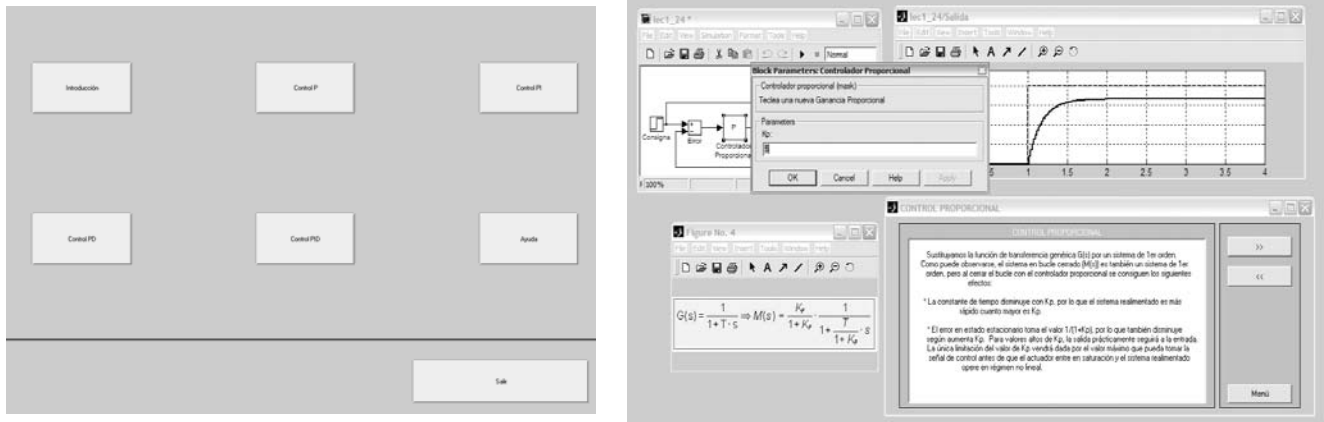 Introducción
Control P
Control PI
Control PD
Control PID
Ayuda
Salir
lec1_24 *
File Edit View Simulation Format Tools Help
Normal
Consigna
Error
P
Controlador
Proporcional
100%
Block Parameters: Controlador Proporcional
Controlador proporcional (mask)
Teclea una nueva Ganancia Proporcional
Parameters
Kp:
OK
Cancel
Help
Apply
lec1_24/Salida
File Edit View Insert Tools Window Help
1 1.5 2 2.5 3 3.5 4
Figure No. 4
File Edit View Insert Tools Window Help
G(s) = 1 / (1+T·s) ⇒ M(s) = Kp / (1+Kp) · 1 / (1+ T / (1+Kp) ·s)
CONTROL PROPORCIONAL
CONTROL PROPORCIONAL
Sustituyamos la función de transferencia genérica G(s) por un sistema de 1er orden.
Como puede observarse, el sistema en bucle cerrado [M(s)] es también un sistema de 1er
orden, pero al cerrar el bucle con el controlador proporcional se consiguen los siguientes
efectos:
* La constante de tiempo disminuye con Kp, por lo que el sistema realimentado es más
rápido cuanto mayor es Kp.
* El error en estado estacionario toma el valor 1/(1+Kp), por lo que también disminuye
según aumenta Kp. Para valores altos de Kp, la salida prácticamente seguirá a la entrada.
La única limitación del valor de Kp vendrá dada por el valor máximo que pueda tomar la
señal de control antes de que el actuador entre en saturación y el sistema realimentado
opere en régimen no lineal.
>>
<<
Menú